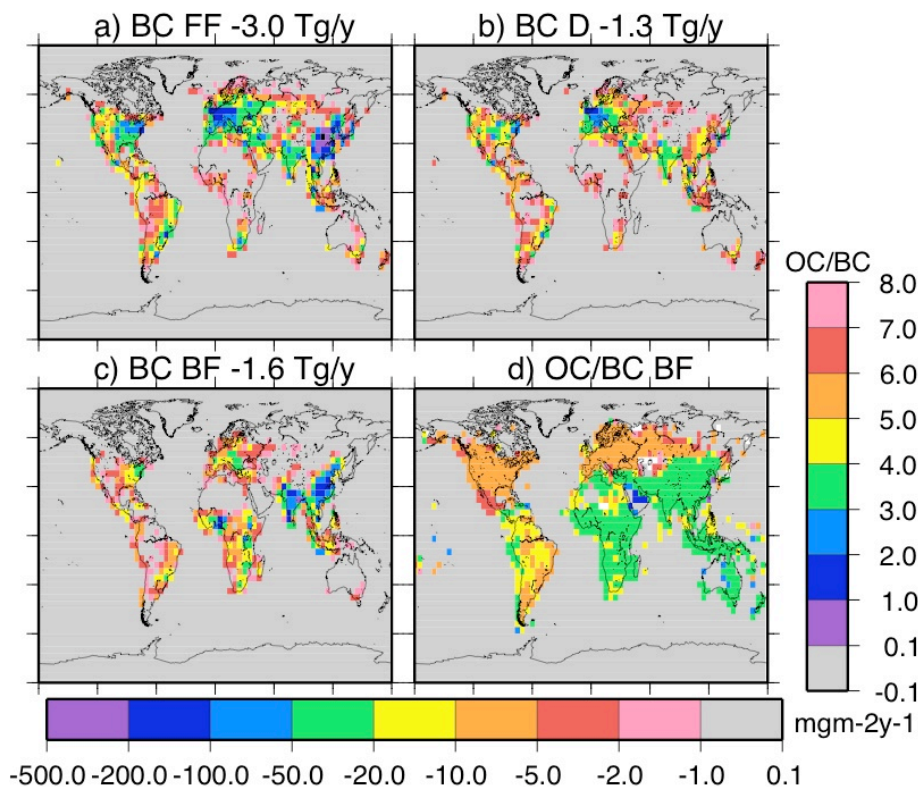 a) BC FF -3.0 Tg/y
b) BC D -1.3 Tg/y
c) BC BF -1.6 Tg/y
d) OC/BC BF
OC/BC
8.0
7.0
6.0
5.0
4.0
3.0
2.0
1.0
0.1
-0.1
mgm-2y-1
-500.0 -200.0 -100.0 -50.0 -20.0 -10.0 -5.0 -2.0 -1.0 0.1